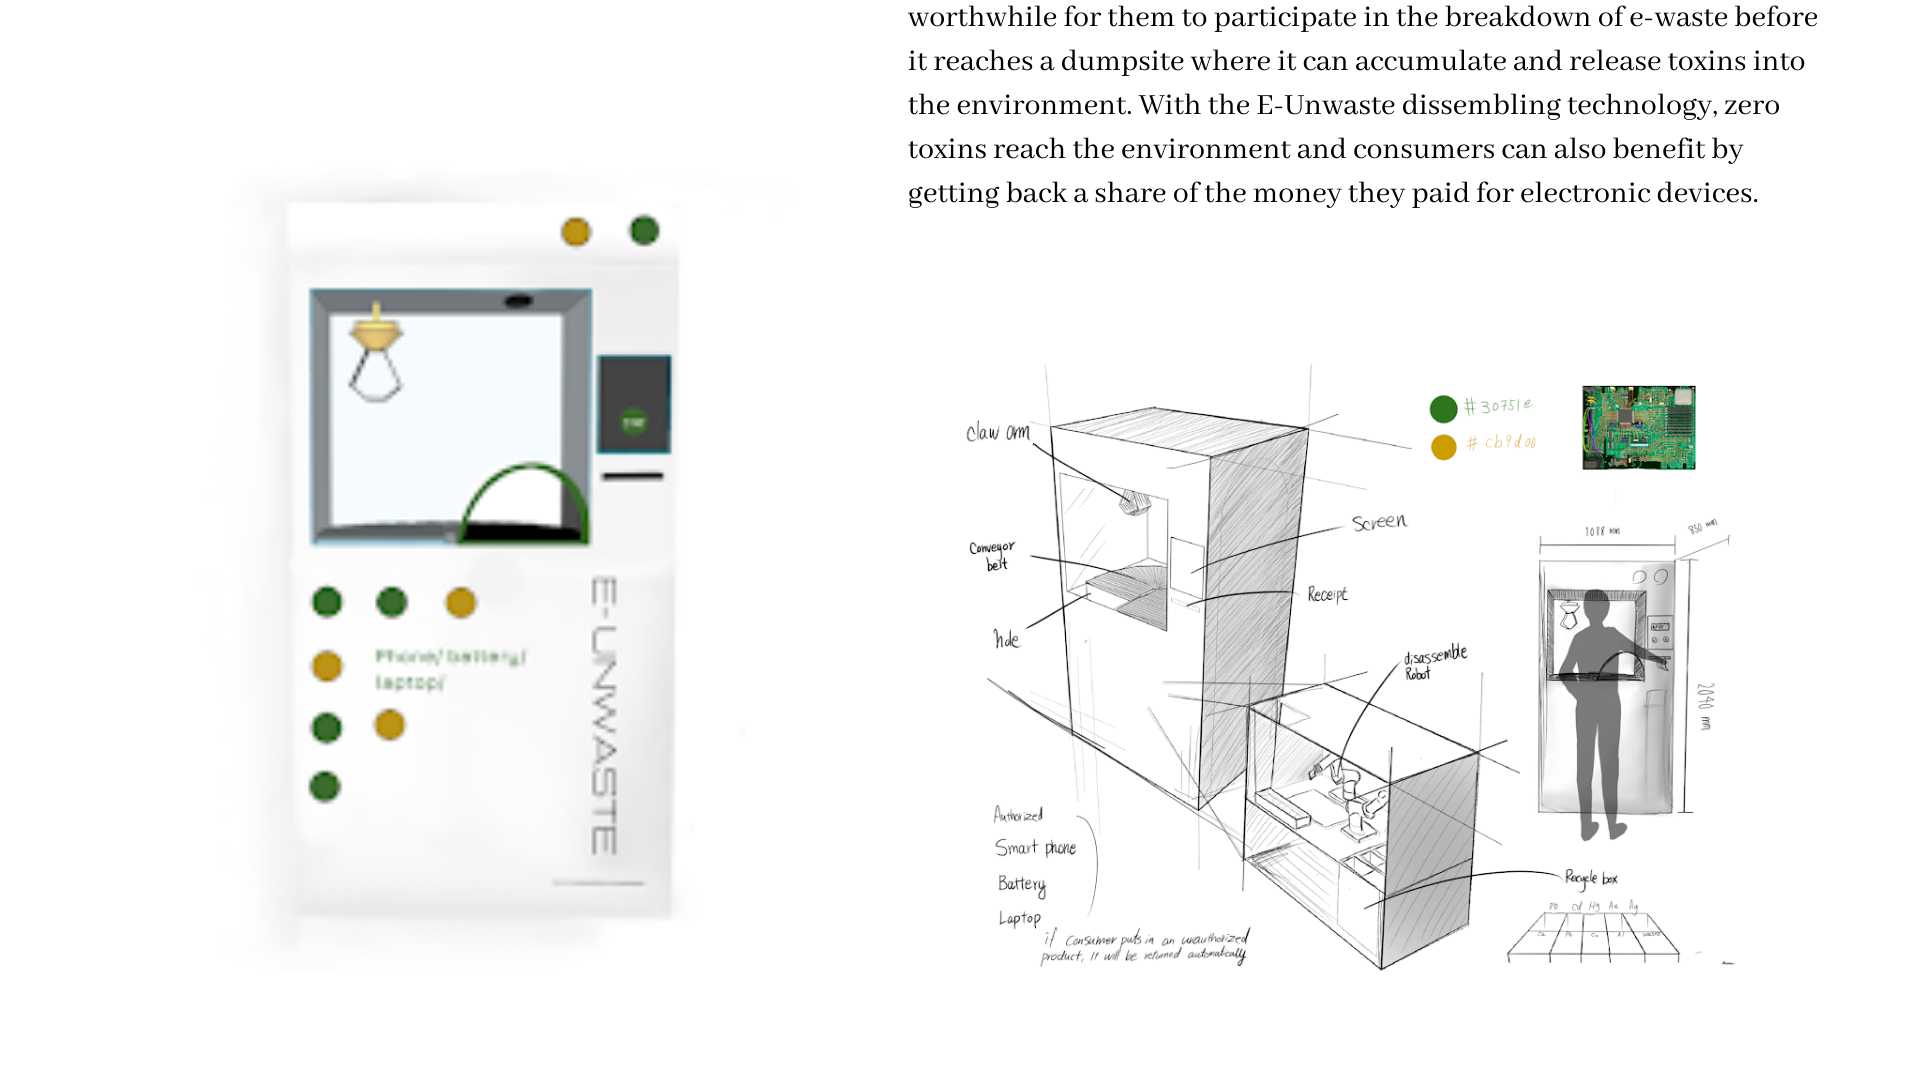 worthwhile for them to participate in the breakdown of e-waste before
it reaches a dumpsite where it can accumulate and release toxins into
the environment. With the E-Unwaste dissembling technology, zero
toxins reach the environment and consumers can also benefit by
getting back a share of the money they paid for electronic devices.
Phone/battery/
laptop/
E-UNWASTE
claw arm
Conveyor
belt
hole
Screen
Receipt
disassemble
Robot
#30751e
#cb9d00
1088 mm
850 mm
2040 mm
Authorized
Smart phone
Battery
Laptop
if Consumer puts in an unauthorized
product, it will be returned automatically
Recycle box
Pb Cd Hg Au Ag